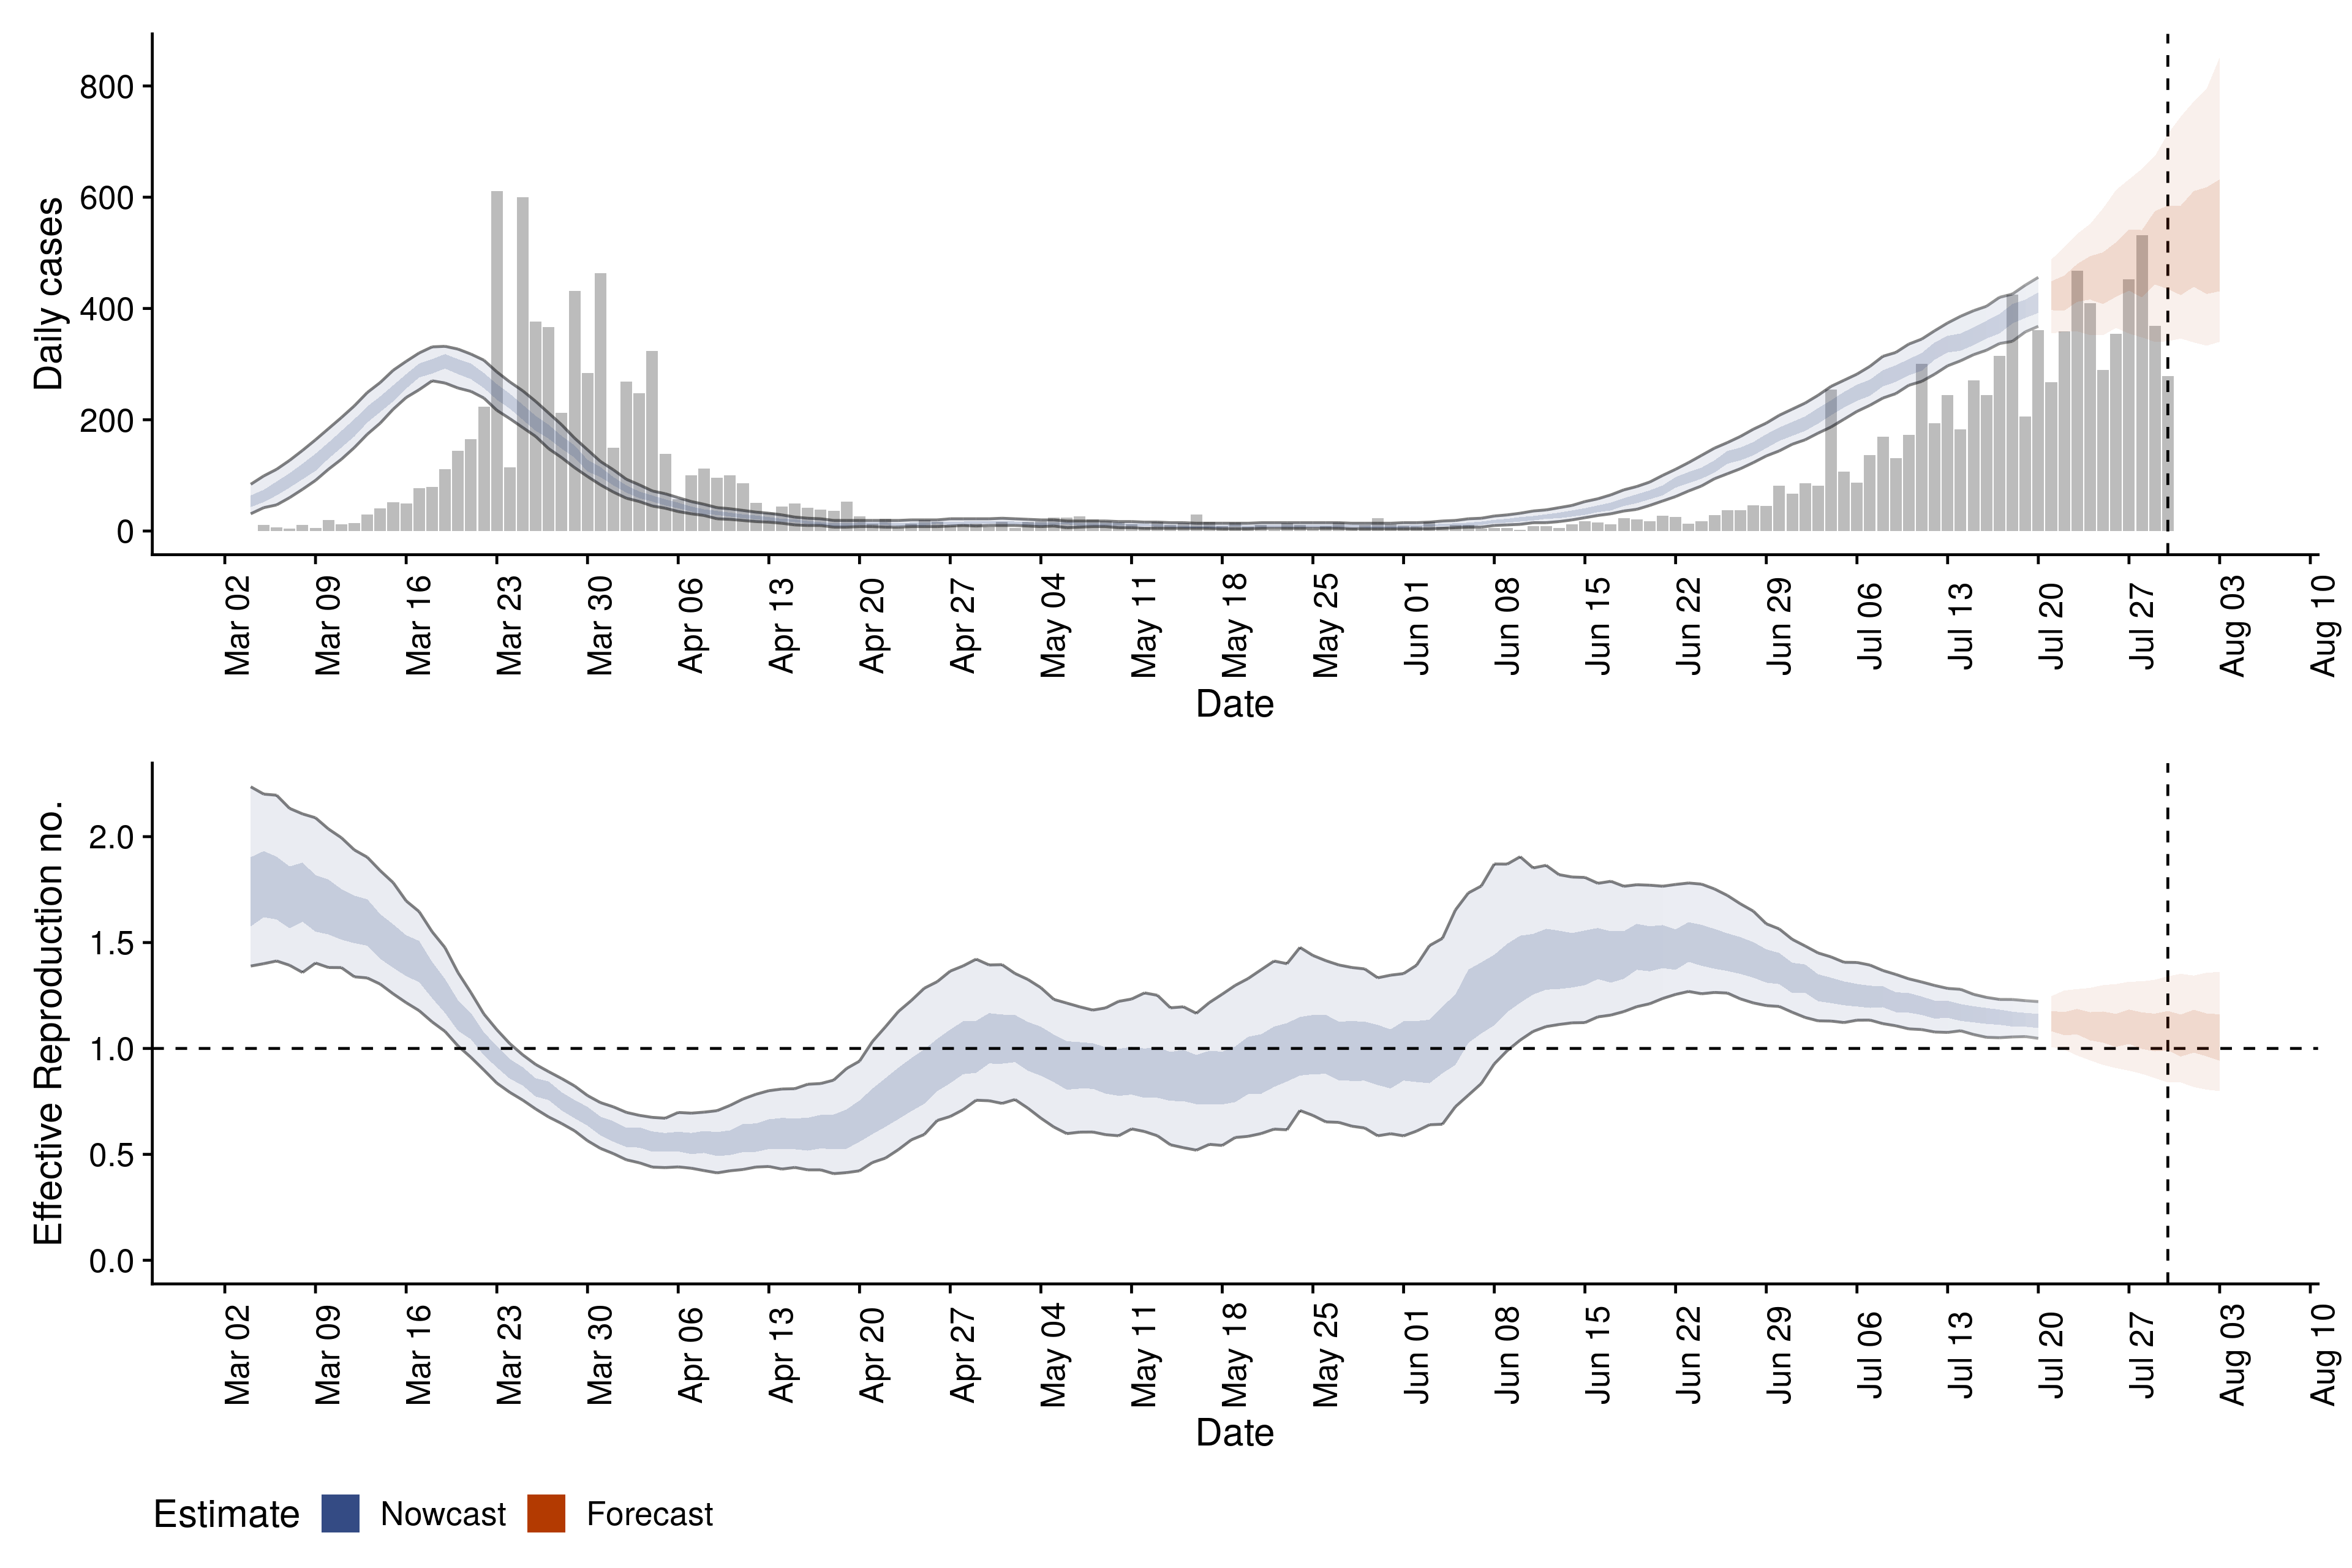 Daily cases
800
600
400
200
0
Mar 02 Mar 09 Mar 16 Mar 23 Mar 30 Apr 06 Apr 13 Apr 20 Apr 27 May 04 May 11 May 18 May 25 Jun 01 Jun 08 Jun 15 Jun 22 Jun 29 Jul 06 Jul 13 Jul 20 Jul 27 Aug 03 Aug 10
Date
Effective Reproduction no.
2.0
1.5
1.0
0.5
0.0
Mar 02 Mar 09 Mar 16 Mar 23 Mar 30 Apr 06 Apr 13 Apr 20 Apr 27 May 04 May 11 May 18 May 25 Jun 01 Jun 08 Jun 15 Jun 22 Jun 29 Jul 06 Jul 13 Jul 20 Jul 27 Aug 03 Aug 10
Date
Estimate Nowcast Forecast